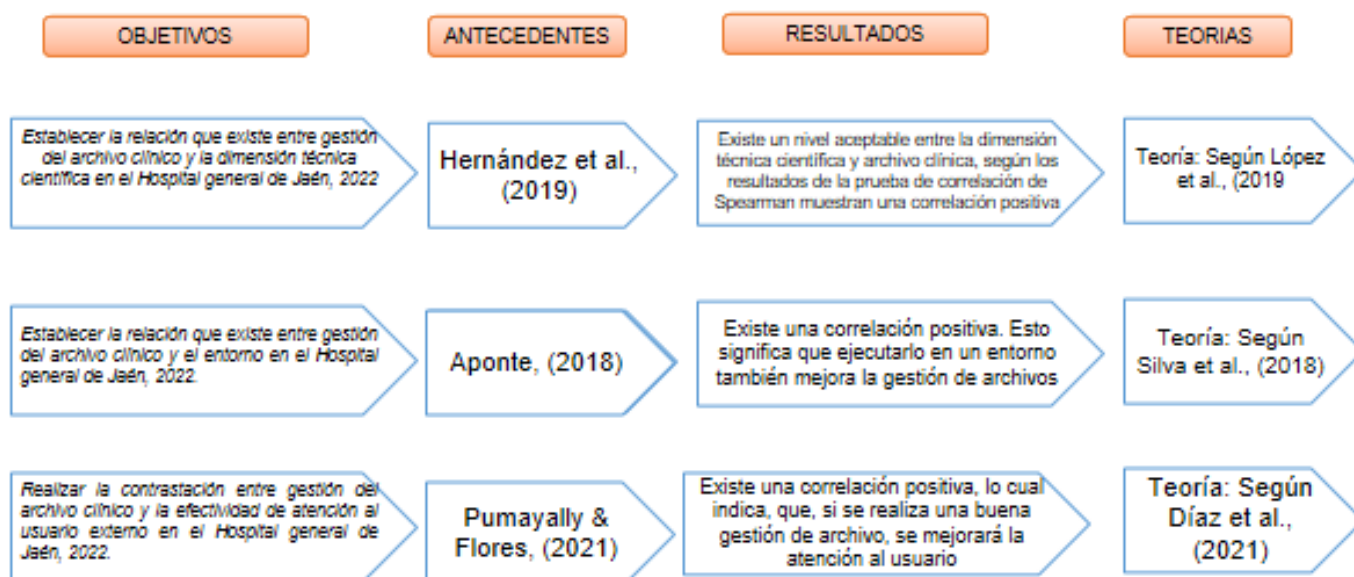 OBJETIVOS
ANTECEDENTES
RESULTADOS
TEORIAS
Establecer la relación que existe entre gestión
del archivo clínico y la dimensión técnica
científica en el Hospital general de Jaén, 2022
Hernández et al.,
(2019)
Existe un nivel aceptable entre la dimensión
técnica científica y archivo clínica, según los
resultados de la prueba de correlación de
Spearman muestran una correlación positiva
Teoría: Según López
et al., (2019
Establecer la relación que existe entre gestión
del archivo clínico y el entorno en el Hospital
general de Jaén, 2022.
Aponte, (2018)
Existe una correlación positiva. Esto
significa que ejecutarlo en un entorno
también mejora la gestión de archivos
Teoría: Según
Silva et al., (2018)
Realizar la contrastación entre gestión del
archivo clínico y la efectividad de atención al
usuario externo en el Hospital general de
Jaén, 2022.
Pumayally &
Flores, (2021)
Existe una correlación positiva, lo cual
indica, que, si se realiza una buena
gestión de archivo, se mejorará la
atención al usuario
Teoría: Según
Díaz et al.,
(2021)